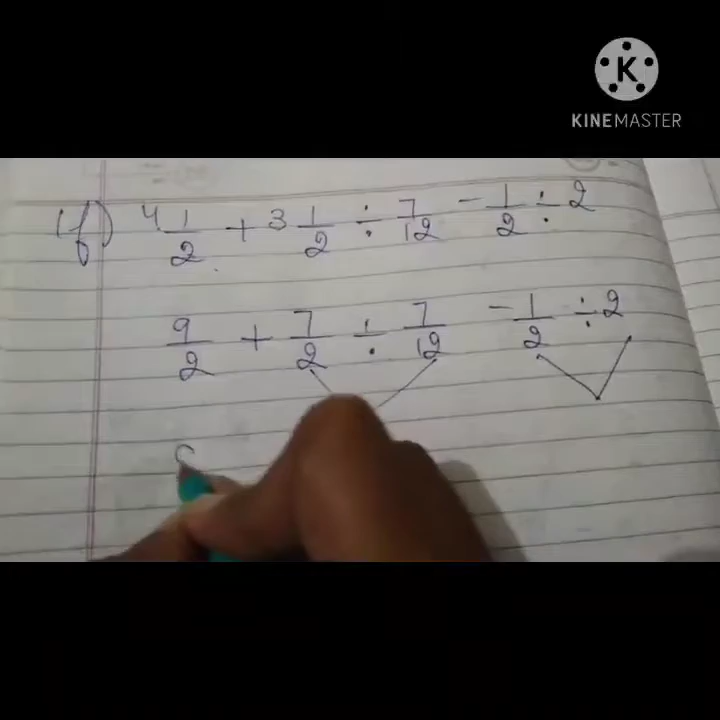 K
KINEMASTER
(f) 4 1/2 + 3 1/2 ÷ 7/12 - 1/2 ÷ 2
9/2 + 7/2 ÷ 7/12 - 1/2 ÷ 2